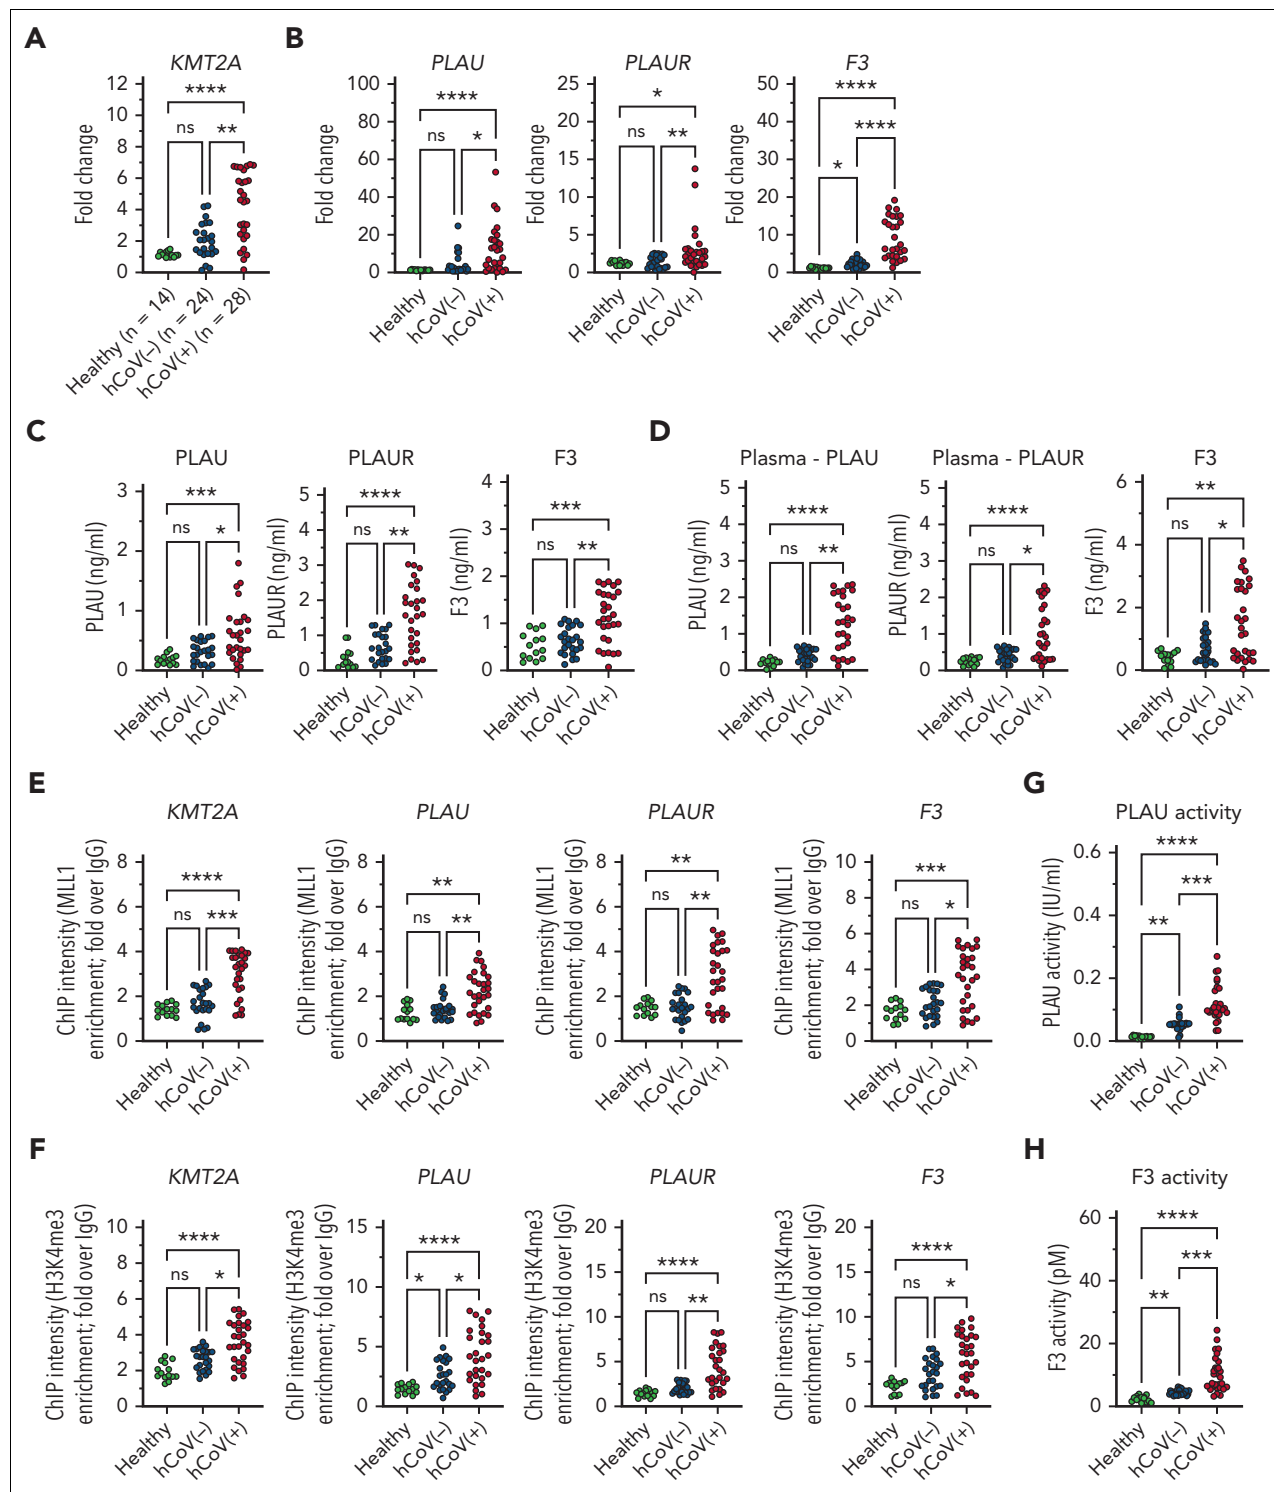 A
KMT2A
Fold change
12
10
8
6
4
2
0
****
ns
**
Healthy (n = 14)
hCoV(–) (n = 24)
hCoV(+) (n = 28)
B
PLAU
Fold change
100
80
60
40
20
0
****
ns
*
Healthy
hCoV(–)
hCoV(+)
PLAUR
Fold change
25
20
15
10
5
0
*
ns
**
Healthy
hCoV(–)
hCoV(+)
F3
Fold change
50
40
30
20
10
0
****
****
*
Healthy
hCoV(–)
hCoV(+)
C
PLAU
PLAU (ng/ml)
3
2
1
0
***
ns
*
Healthy
hCoV(–)
hCoV(+)
PLAUR
PLAUR (ng/ml)
5
4
3
2
1
0
****
ns
**
Healthy
hCoV(–)
hCoV(+)
F3
F3 (ng/ml)
4
3
2
1
0
***
ns
**
Healthy
hCoV(–)
hCoV(+)
D
Plasma - PLAU
PLAU (ng/ml)
5
4
3
2
1
0
****
ns
**
Healthy
hCoV(–)
hCoV(+)
Plasma - PLAUR
PLAUR (ng/ml)
5
4
3
2
1
0
****
ns
*
Healthy
hCoV(–)
hCoV(+)
F3
F3 (ng/ml)
6
4
2
0
**
ns
*
Healthy
hCoV(–)
hCoV(+)
E
KMT2A
ChIP intensity (MLL1
enrichment; fold over IgG)
8
6
4
2
0
****
ns
***
Healthy
hCoV(–)
hCoV(+)
PLAU
ChIP intensity (MLL1
enrichment; fold over IgG)
8
6
4
2
0
**
ns
**
Healthy
hCoV(–)
hCoV(+)
PLAUR
ChIP intensity (MLL1
enrichment; fold over IgG)
8
6
4
2
0
**
ns
**
Healthy
hCoV(–)
hCoV(+)
F3
ChIP intensity (MLL1
enrichment; fold over IgG)
10
8
6
4
2
0
***
ns
*
Healthy
hCoV(–)
hCoV(+)
G
PLAU activity
PLAU activity (IU/ml)
0.6
0.4
0.2
0.0
****
***
**
Healthy
hCoV(–)
hCoV(+)
F
KMT2A
ChIP intensity (H3K4me3
enrichment; fold over IgG)
10
8
6
4
2
0
****
ns
*
Healthy
hCoV(–)
hCoV(+)
PLAU
ChIP intensity (H3K4me3
enrichment; fold over IgG)
15
10
5
0
****
*
*
Healthy
hCoV(–)
hCoV(+)
PLAUR
ChIP intensity (H3K4me3
enrichment; fold over IgG)
20
15
10
5
0
****
ns
**
Healthy
hCoV(–)
hCoV(+)
F3
ChIP intensity (H3K4me3
enrichment; fold over IgG)
20
15
10
5
0
****
ns
*
Healthy
hCoV(–)
hCoV(+)
H
F3 activity
F3 activity (pM)
60
40
20
0
****
***
**
Healthy
hCoV(–)
hCoV(+)